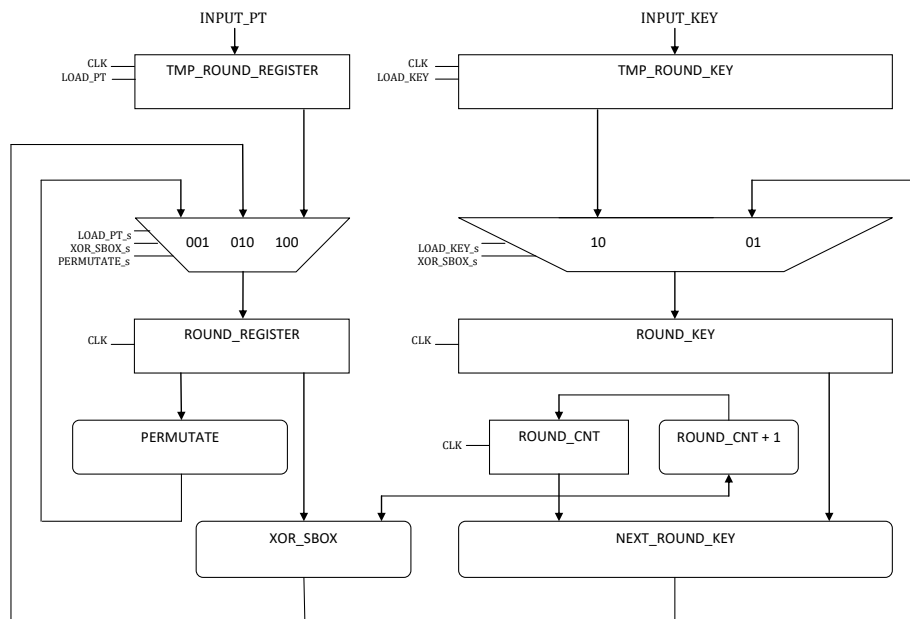 INPUT_PT
INPUT_KEY
CLK
LOAD_PT
TMP_ROUND_REGISTER
CLK
LOAD_KEY
TMP_ROUND_KEY
LOAD_PT_s
XOR_SBOX_s
PERMUTATE_s
001 010 100
LOAD_KEY_s
XOR_SBOX_s
10 01
CLK
ROUND_REGISTER
CLK
ROUND_KEY
PERMUTATE
CLK
ROUND_CNT
ROUND_CNT + 1
XOR_SBOX
NEXT_ROUND_KEY